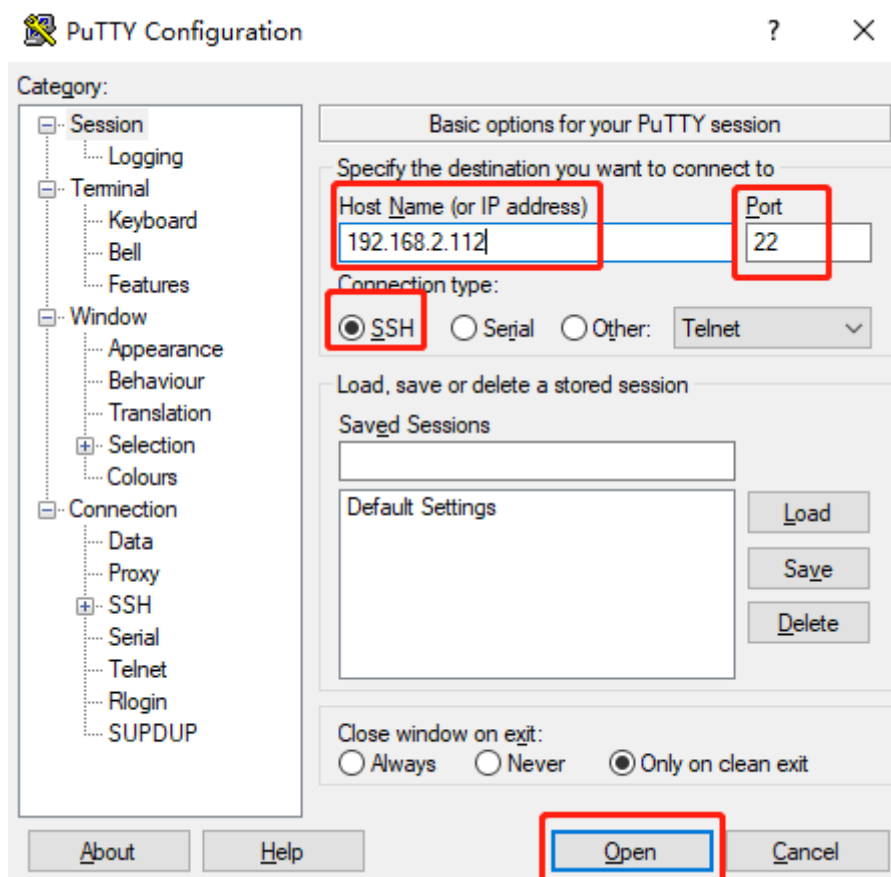 PuTTY Configuration
?
Category:
Session
Logging
Terminal
Keyboard
Bell
Features
Window
Appearance
Behaviour
Translation
Selection
Colours
Connection
Data
Proxy
SSH
Serial
Telnet
Rlogin
SUPDUP
Basic options for your PuTTY session
Specify the destination you want to connect to
Host Name (or IP address) Port
192.168.2.112 22
Connection type:
SSH Serial Other: Telnet
Load, save or delete a stored session
Saved Sessions
Default Settings
Load
Save
Delete
Close window on exit:
Always Never Only on clean exit
About Help Open Cancel